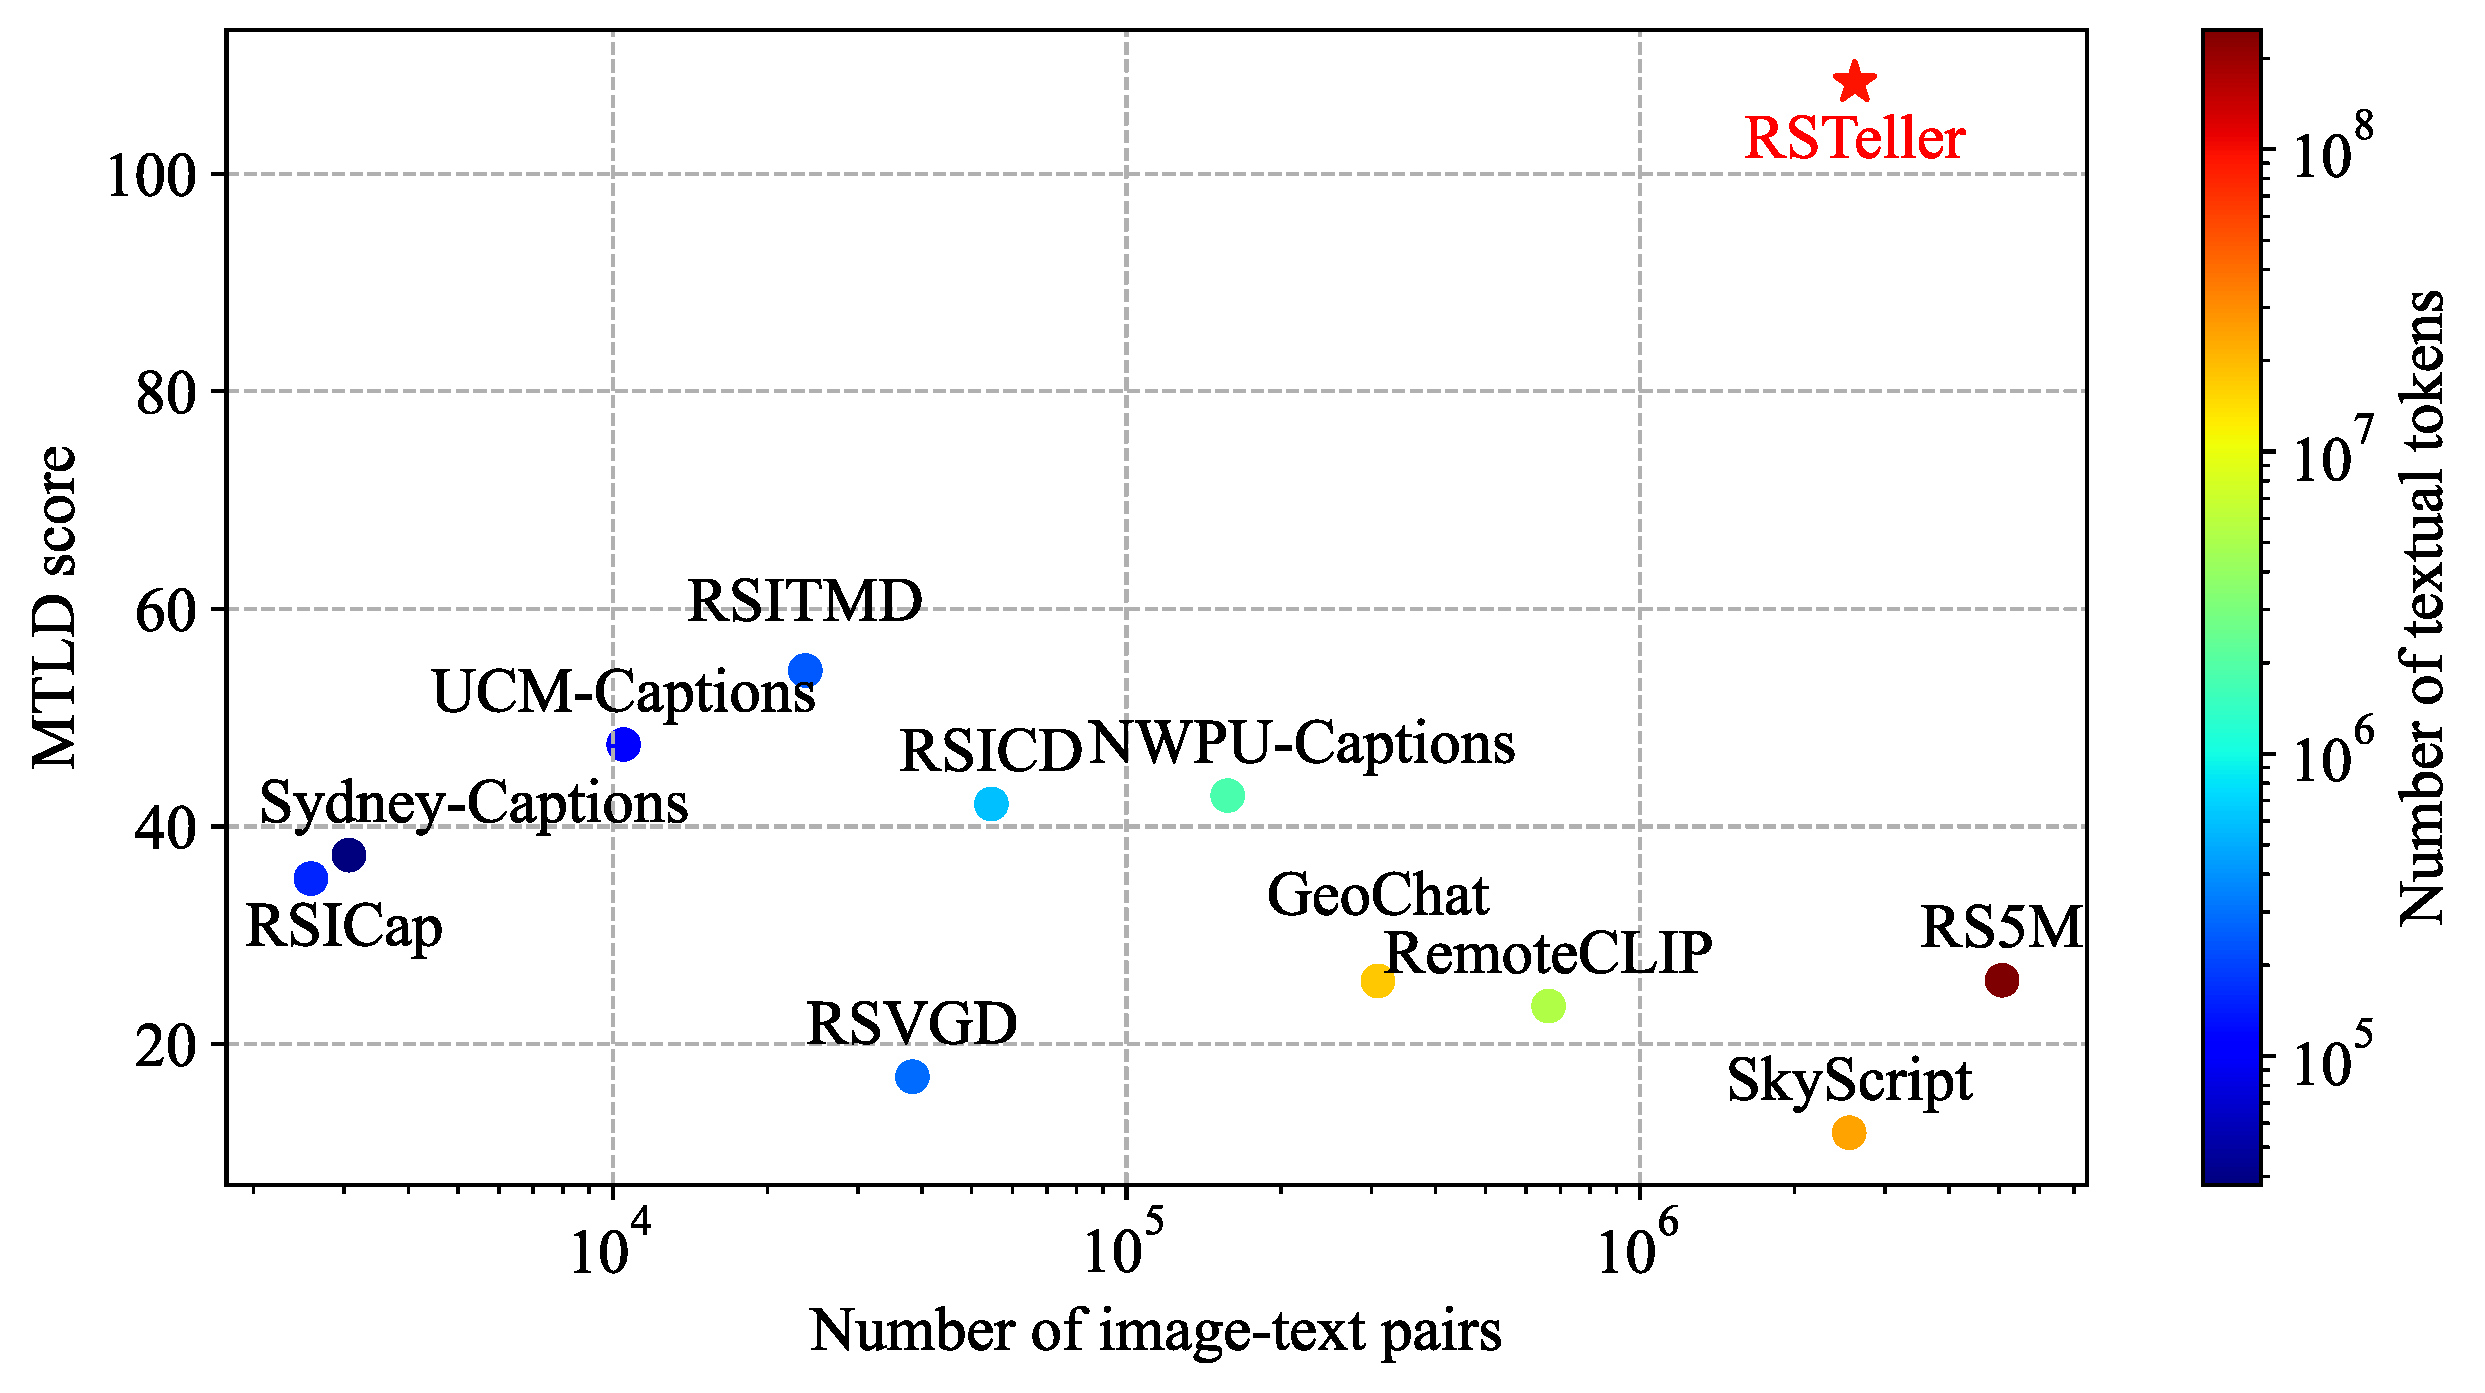 RSTeller
RSITMD
UCM-Captions
RSICD
NWPU-Captions
Sydney-Captions
RSICap
GeoChat
RemoteCLIP
RS5M
RSVGD
SkyScript
100
80
60
40
20
MTLD score
10^4
10^5
10^6
Number of image-text pairs
10^8
10^7
10^6
10^5
Number of textual tokens